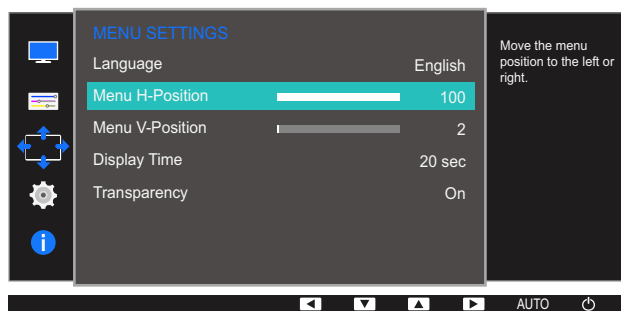 MENU SETTINGS
Language English
Menu H-Position 100
Menu V-Position 2
Display Time 20 sec
Transparency On
Move the menu
position to the left or
right.
i
AUTO